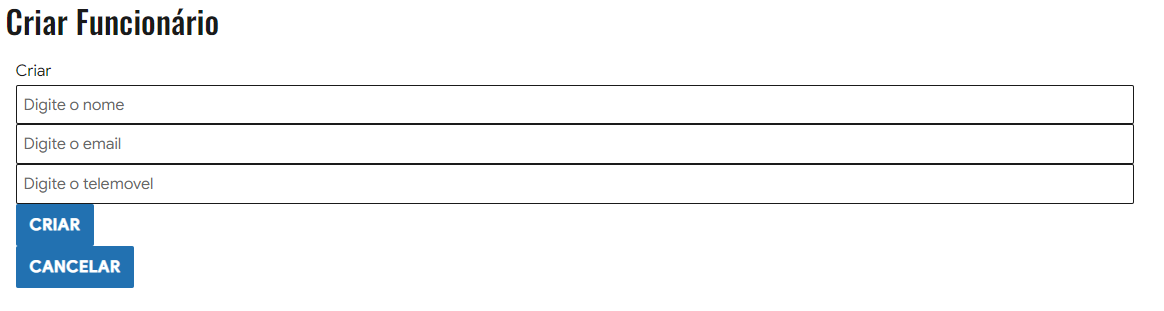 Criar Funcionário
Criar
Digite o nome
Digite o email
Digite o telemovel
CRIAR
CANCELAR